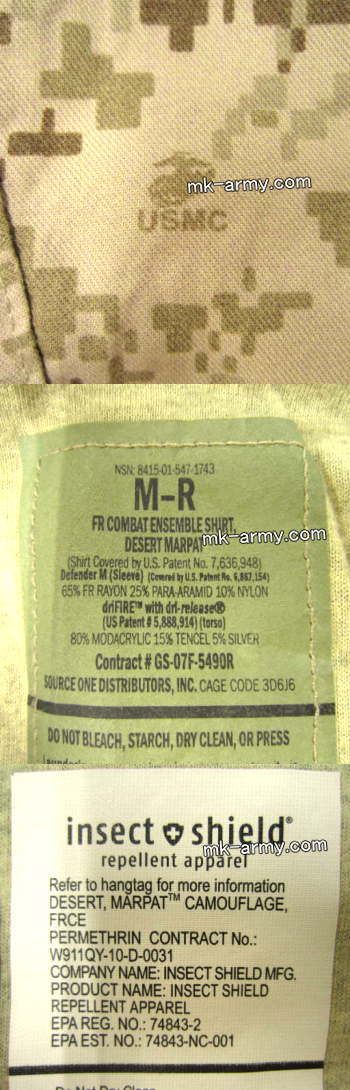 mk-army.com
USMC
NSN: 8415-01-547-1743
M-R
FR COMBAT ENSEMBLE SHIRT,
DESERT MARPAT
mk-army.com
(Shirt Covered by U.S. Patent No. 7,636,948)
Defender M (Sleeve) (Covered by U.S. Patent No. 6,867,154)
65% FR RAYON 25% PARA-ARAMID 10% NYLON
driFIRE™ with dri-release®
(US Patent # 5,888,914) (torso)
80% MODACRYLIC 15% TENCEL 5% SILVER
Contract # GS-07F-5490R
SOURCE ONE DISTRIBUTORS, INC. CAGE CODE 3D6J6
DO NOT BLEACH, STARCH, DRY CLEAN, OR PRESS
insect shield®
mk-army.com
repellent apparel
Refer to hangtag for more information
DESERT, MARPAT™ CAMOUFLAGE,
FRCE
PERMETHRIN CONTRACT No.:
W911QY-10-D-0031
COMPANY NAME: INSECT SHIELD MFG.
PRODUCT NAME: INSECT SHIELD
REPELLENT APPAREL
EPA REG. NO.: 74843-2
EPA EST. NO.: 74843-NC-001
Do Not Dry Clean